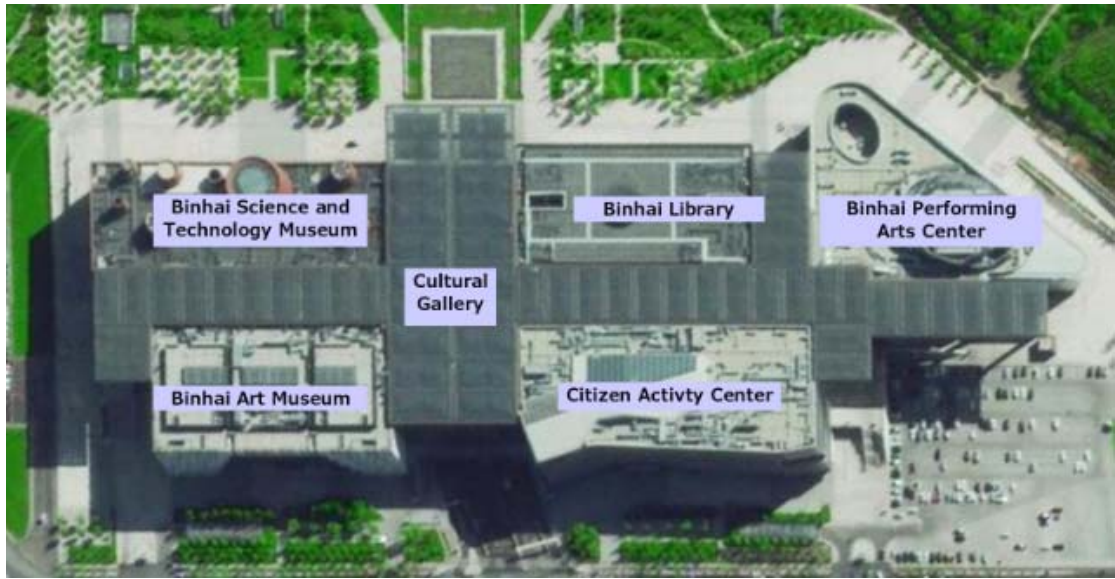 Binhai Science and
Technology Museum
Binhai Library
Binhai Performing
Arts Center
Cultural
Gallery
Binhai Art Museum
Citizen Activty Center